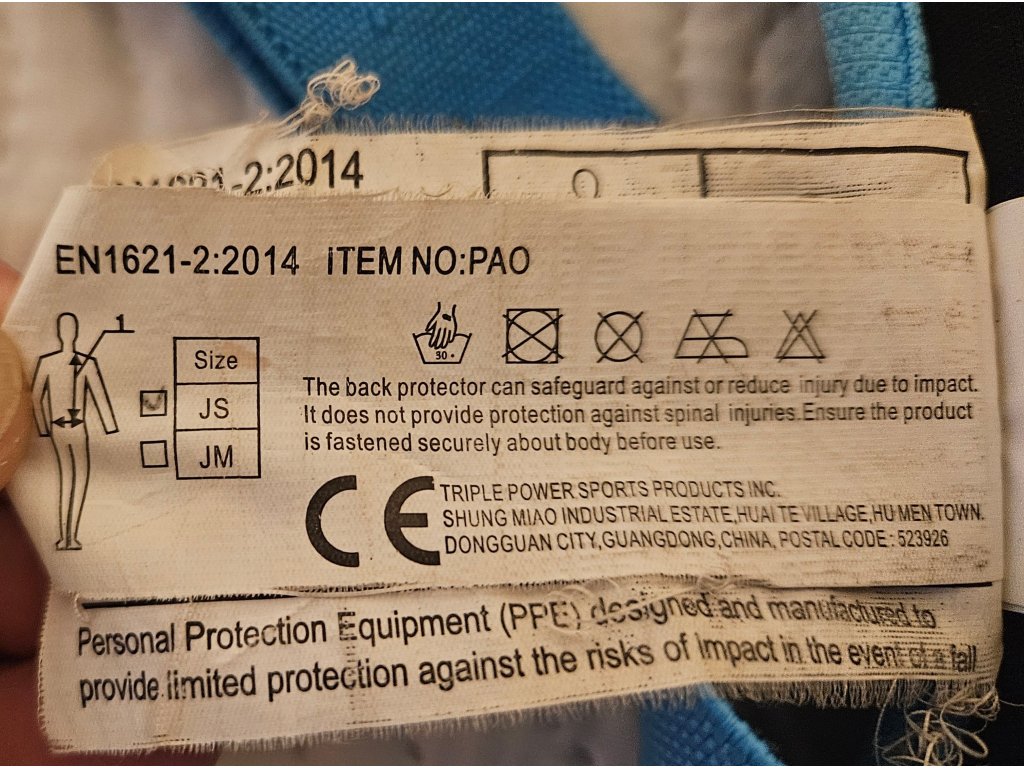 -2:2014
EN1621-2:2014 ITEM NO:PAO
1
30
Size
JS
JM
The back protector can safeguard against or reduce injury due to impact.
It does not provide protection against spinal injuries.Ensure the product
is fastened securely about body before use.
CE
TRIPLE POWER SPORTS PRODUCTS INC.
SHUNG MIAO INDUSTRIAL ESTATE,HUAI TE VILLAGE,HU MEN TOWN.
DONGGUAN CITY,GUANGDONG,CHINA, POSTAL CODE: 523926
Personal Protection Equipment (PPE) designed and manufactured to
provide limited protection against the risks of impact in the event of a fall